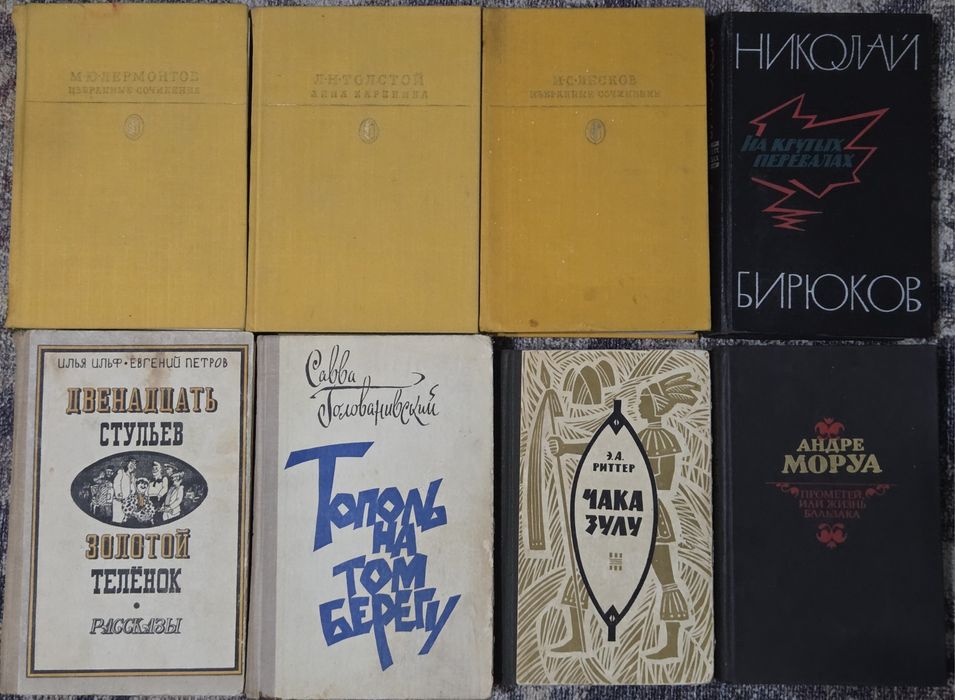 М·Ю·ЛЕРМОНТОВ
ИЗБРАННЫЕ СОЧИНЕНИЯ
Л·Н·ТОЛСТОЙ
АННА КАРЕНИНА
Н·С·ЛЕСКОВ
ИЗБРАННЫЕ СОЧИНЕНИЯ
НИКОЛАЙ
НА КРУТЫХ
ПЕРЕВАЛАХ
БИРЮКОВ
ИЛЬЯ ИЛЬФ · ЕВГЕНИЙ ПЕТРОВ
ДВЕНАДЦАТЬ
СТУЛЬЕВ
ЗОЛОТОЙ
ТЕЛЁНОК
РАССКАЗЫ
Савва
Голованивский
Тополь
на
том
берегу
Э.А.
РИТТЕР
ЧАКА
ЗУЛУ
АНДРЕ
МОРУА
ПРОМЕТЕЙ,
ИЛИ ЖИЗНЬ
БАЛЬЗАКА